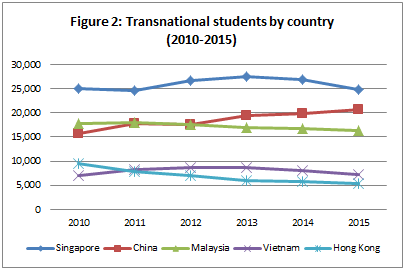 Figure 2: Transnational students by country
(2010-2015)
30,000
25,000
20,000
15,000
10,000
5,000
0
2010 2011 2012 2013 2014 2015
Singapore China Malaysia Vietnam Hong Kong